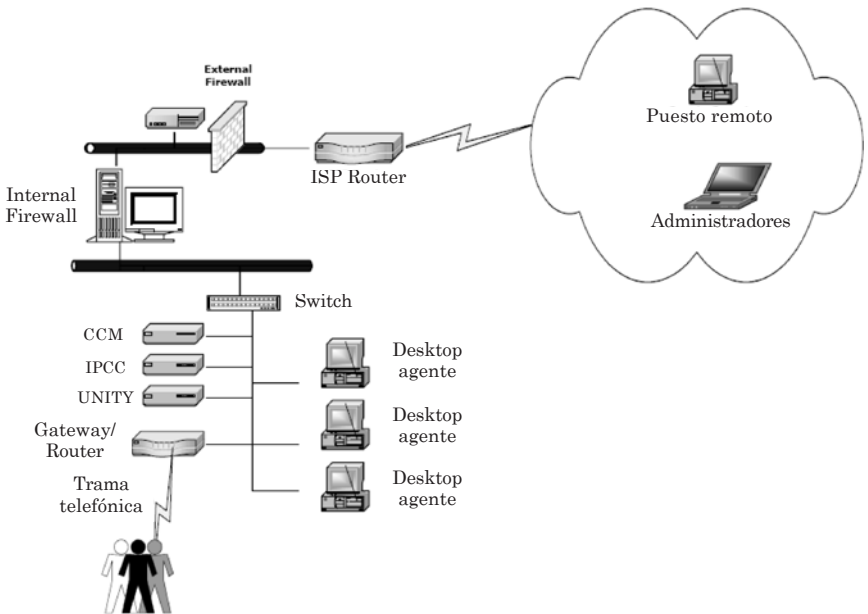 External
Firewall
ISP Router
Puesto remoto
Administradores
Internal
Firewall
Switch
CCM
IPCC
UNITY
Gateway/
Router
Trama
telefónica
Desktop
agente
Desktop
agente
Desktop
agente